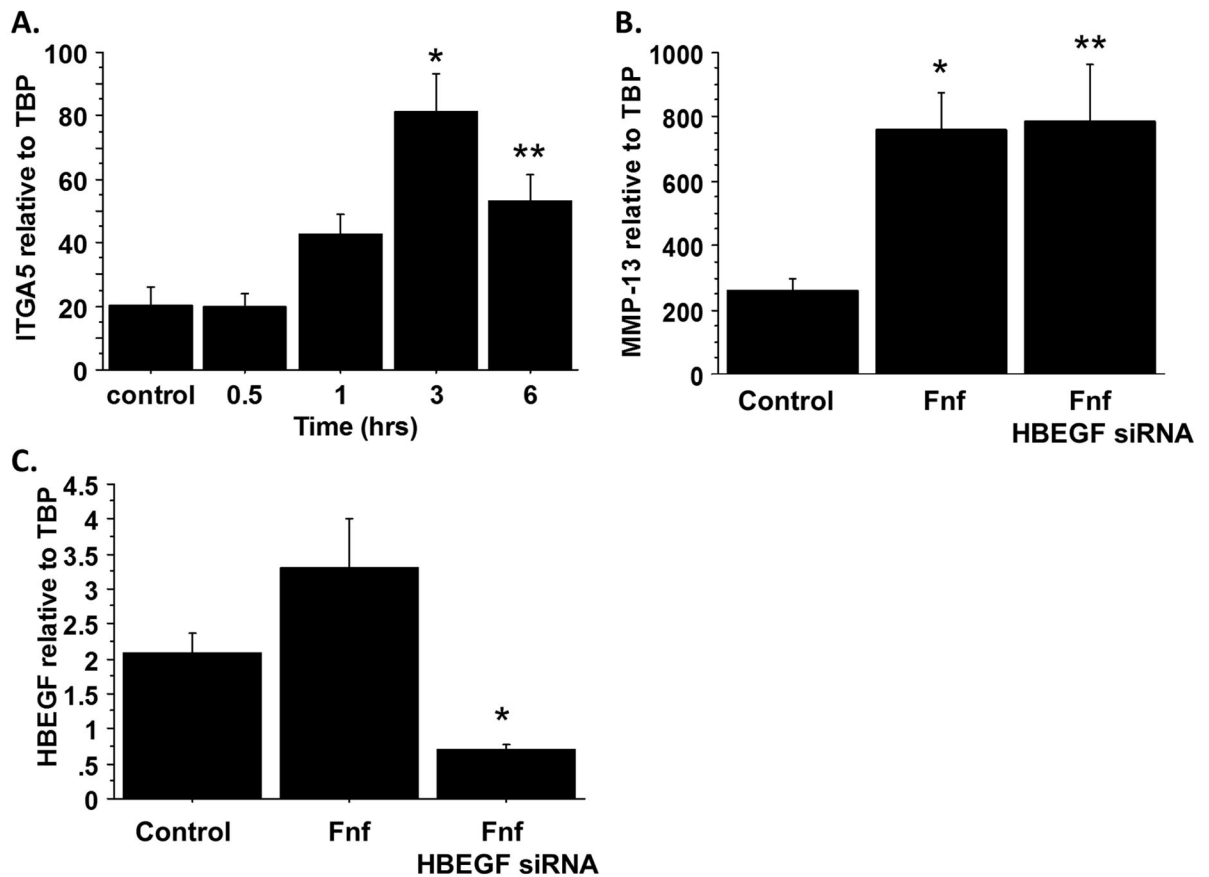 A.
ITGA5 relative to TBP
100
80
60
40
20
0
*
**
control 0.5 1 3 6
Time (hrs)
B.
MMP-13 relative to TBP
1000
800
600
400
200
0
*
**
Control Fnf Fnf
HBEGF siRNA
C.
HBEGF relative to TBP
4.5
4
3.5
3
2.5
2
1.5
1
.5
0
*
Control Fnf Fnf
HBEGF siRNA